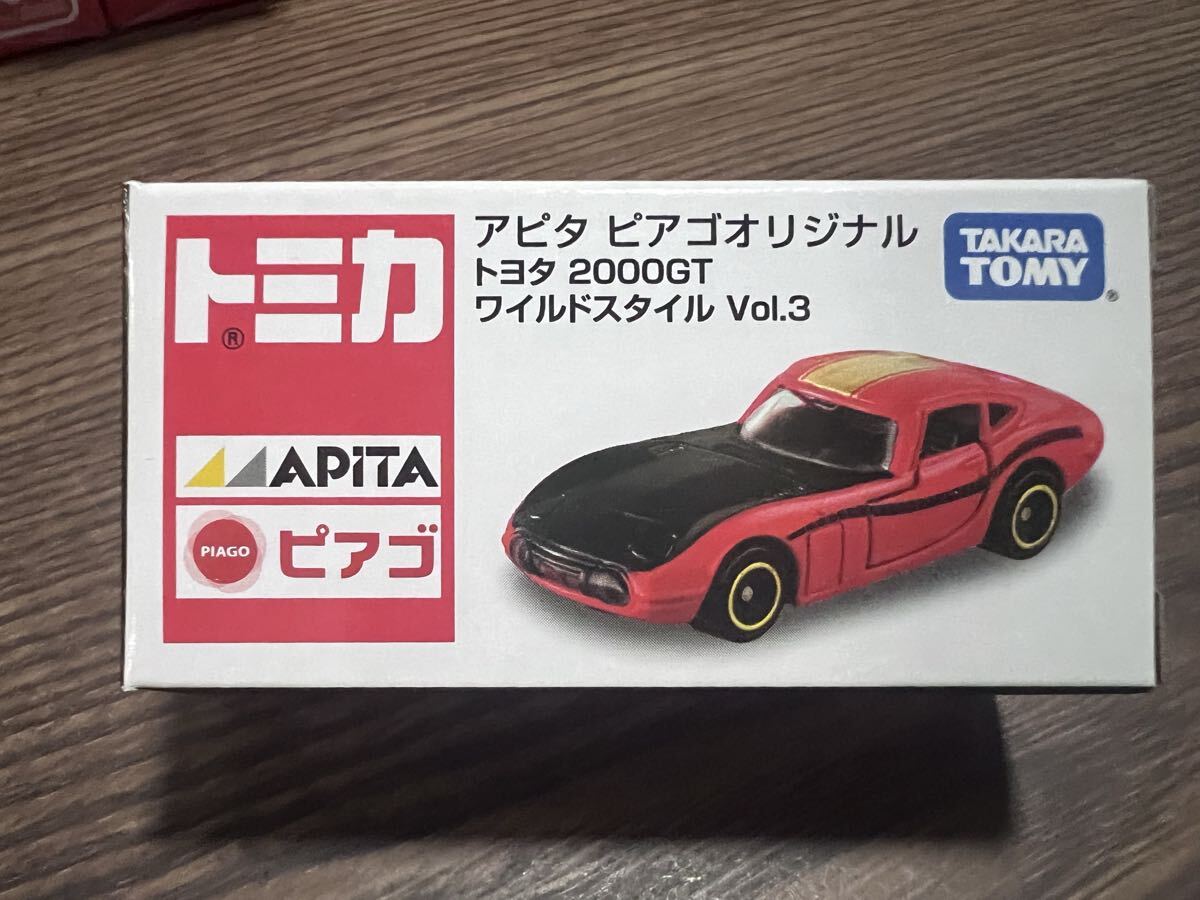 トミカ
®
APiTA
PIAGO
ピアゴ
アピタ ピアゴオリジナル
トヨタ 2000GT
ワイルドスタイル Vol.3
TAKARA
TOMY
®